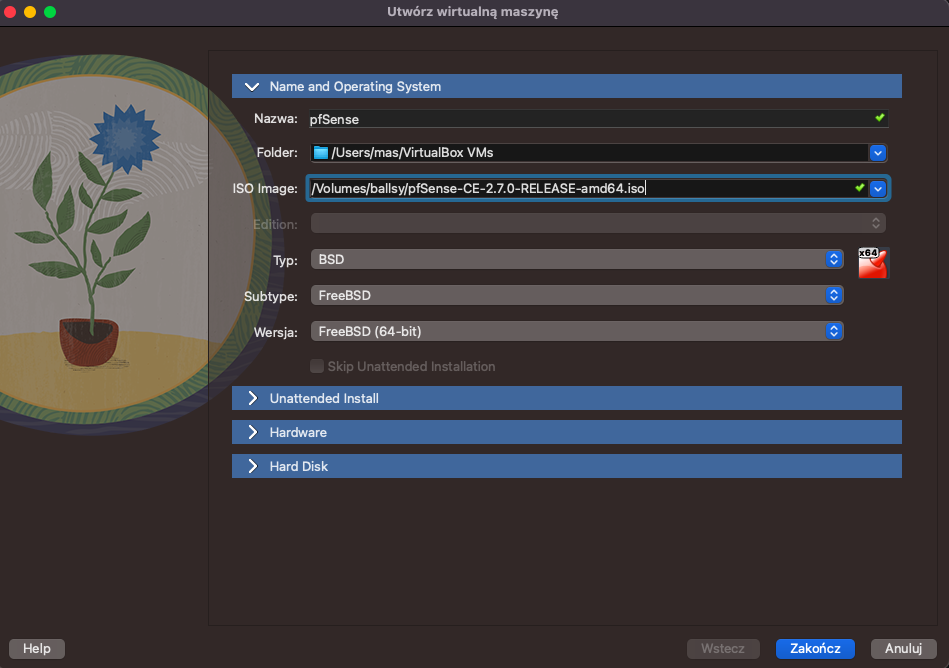 Utwórz wirtualną maszynę
Name and Operating System
Nazwa: pfSense
Folder: /Users/mas/VirtualBox VMs
ISO Image: /Volumes/ballsy/pfSense-CE-2.7.0-RELEASE-amd64.iso
Edition:
Typ: BSD
x64
Subtype: FreeBSD
Wersja: FreeBSD (64-bit)
Skip Unattended Installation
Unattended Install
Hardware
Hard Disk
Help Wstecz Zakończ Anuluj